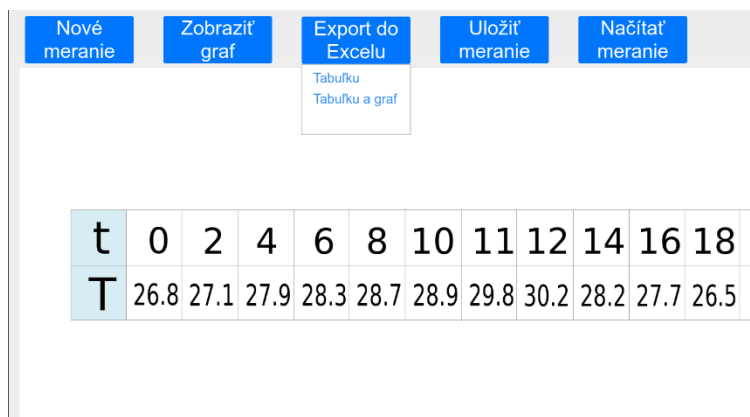 Nové
meranie
Zobraziť
graf
Export do
Excelu
Uložiť
meranie
Načítať
meranie
Tabuľku
Tabuľku a graf
t 0 2 4 6 8 10 11 12 14 16 18
T 26.8 27.1 27.9 28.3 28.7 28.9 29.8 30.2 28.2 27.7 26.5